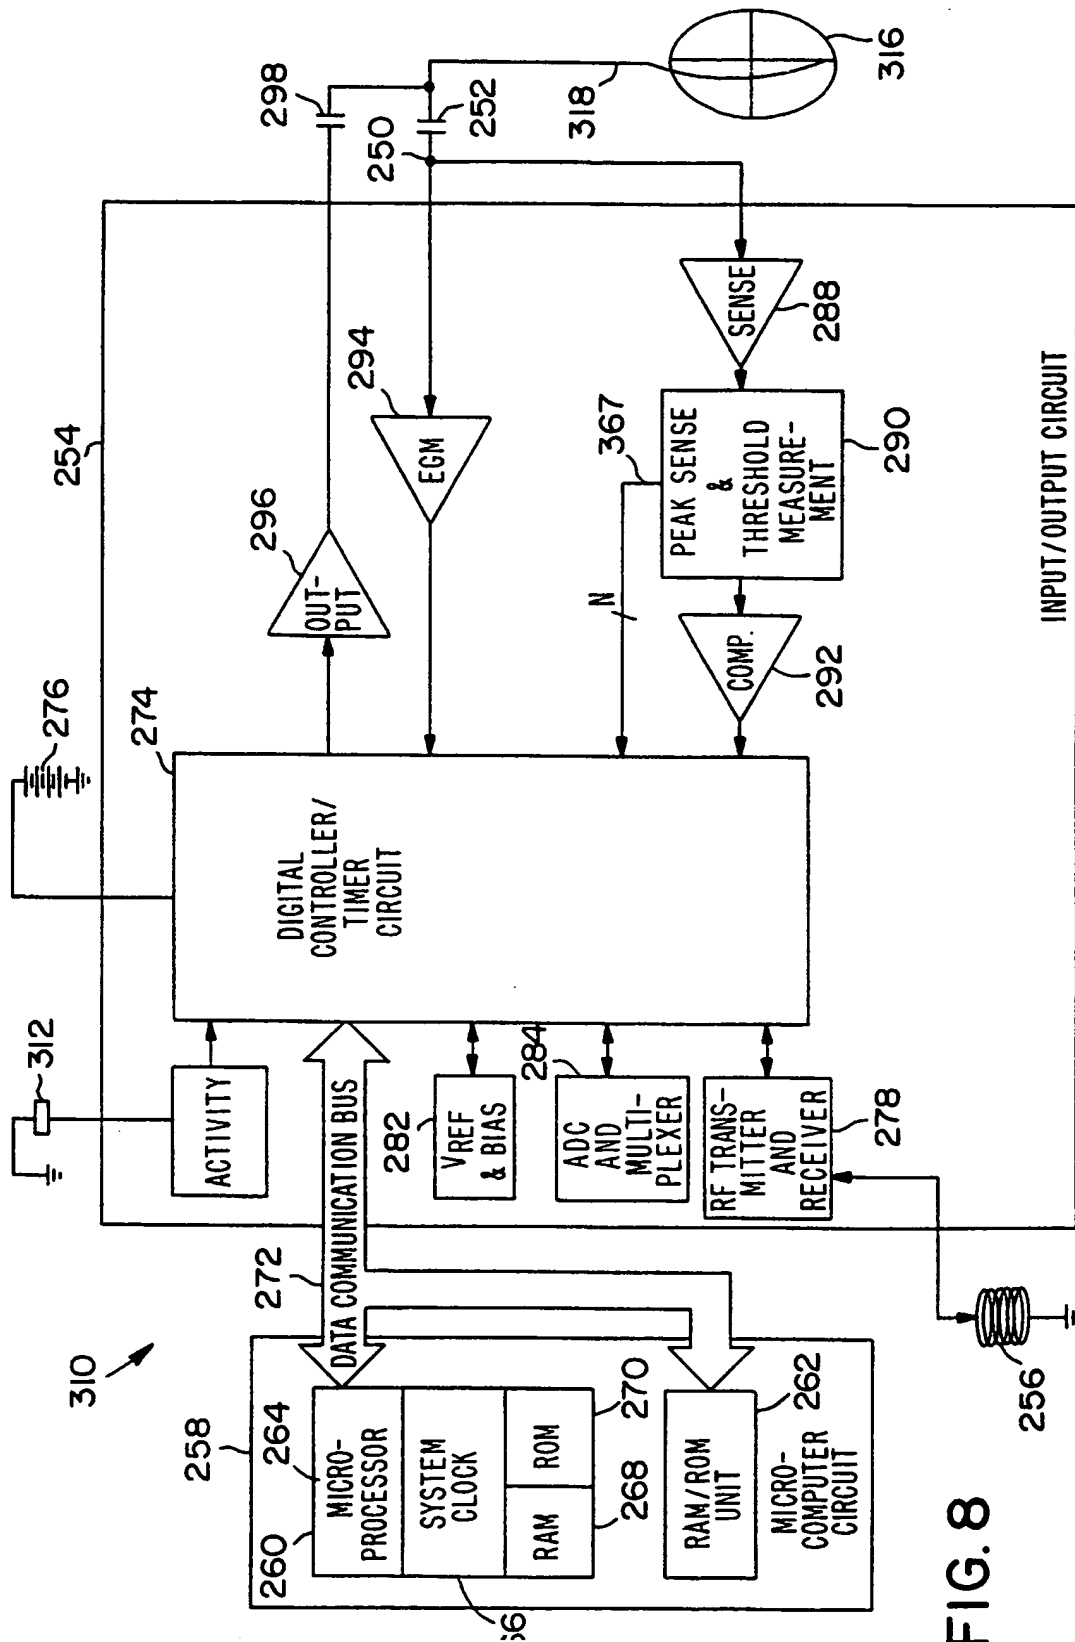 310
258
264
260
MICRO-
PROCESSOR
SYSTEM
CLOCK
RAM
ROM
66
268
270
RAM/ROM
UNIT
262
MICRO-
COMPUTER
CIRCUIT
272
DATA COMMUNICATION BUS
312
ACTIVITY
282
VREF
& BIAS
284
ADC
AND
MULTI-
PLEXER
RF TRANS-
MITTER
AND
RECEIVER
278
256
276
274
DIGITAL
CONTROLLER/
TIMER
CIRCUIT
254
296
OUT-
PUT
294
EGM
367
N
PEAK SENSE
&
THRESHOLD
MEASURE-
MENT
290
COMP.
292
SENSE
288
INPUT/OUTPUT CIRCUIT
298
250
252
318
316
FIG. 8